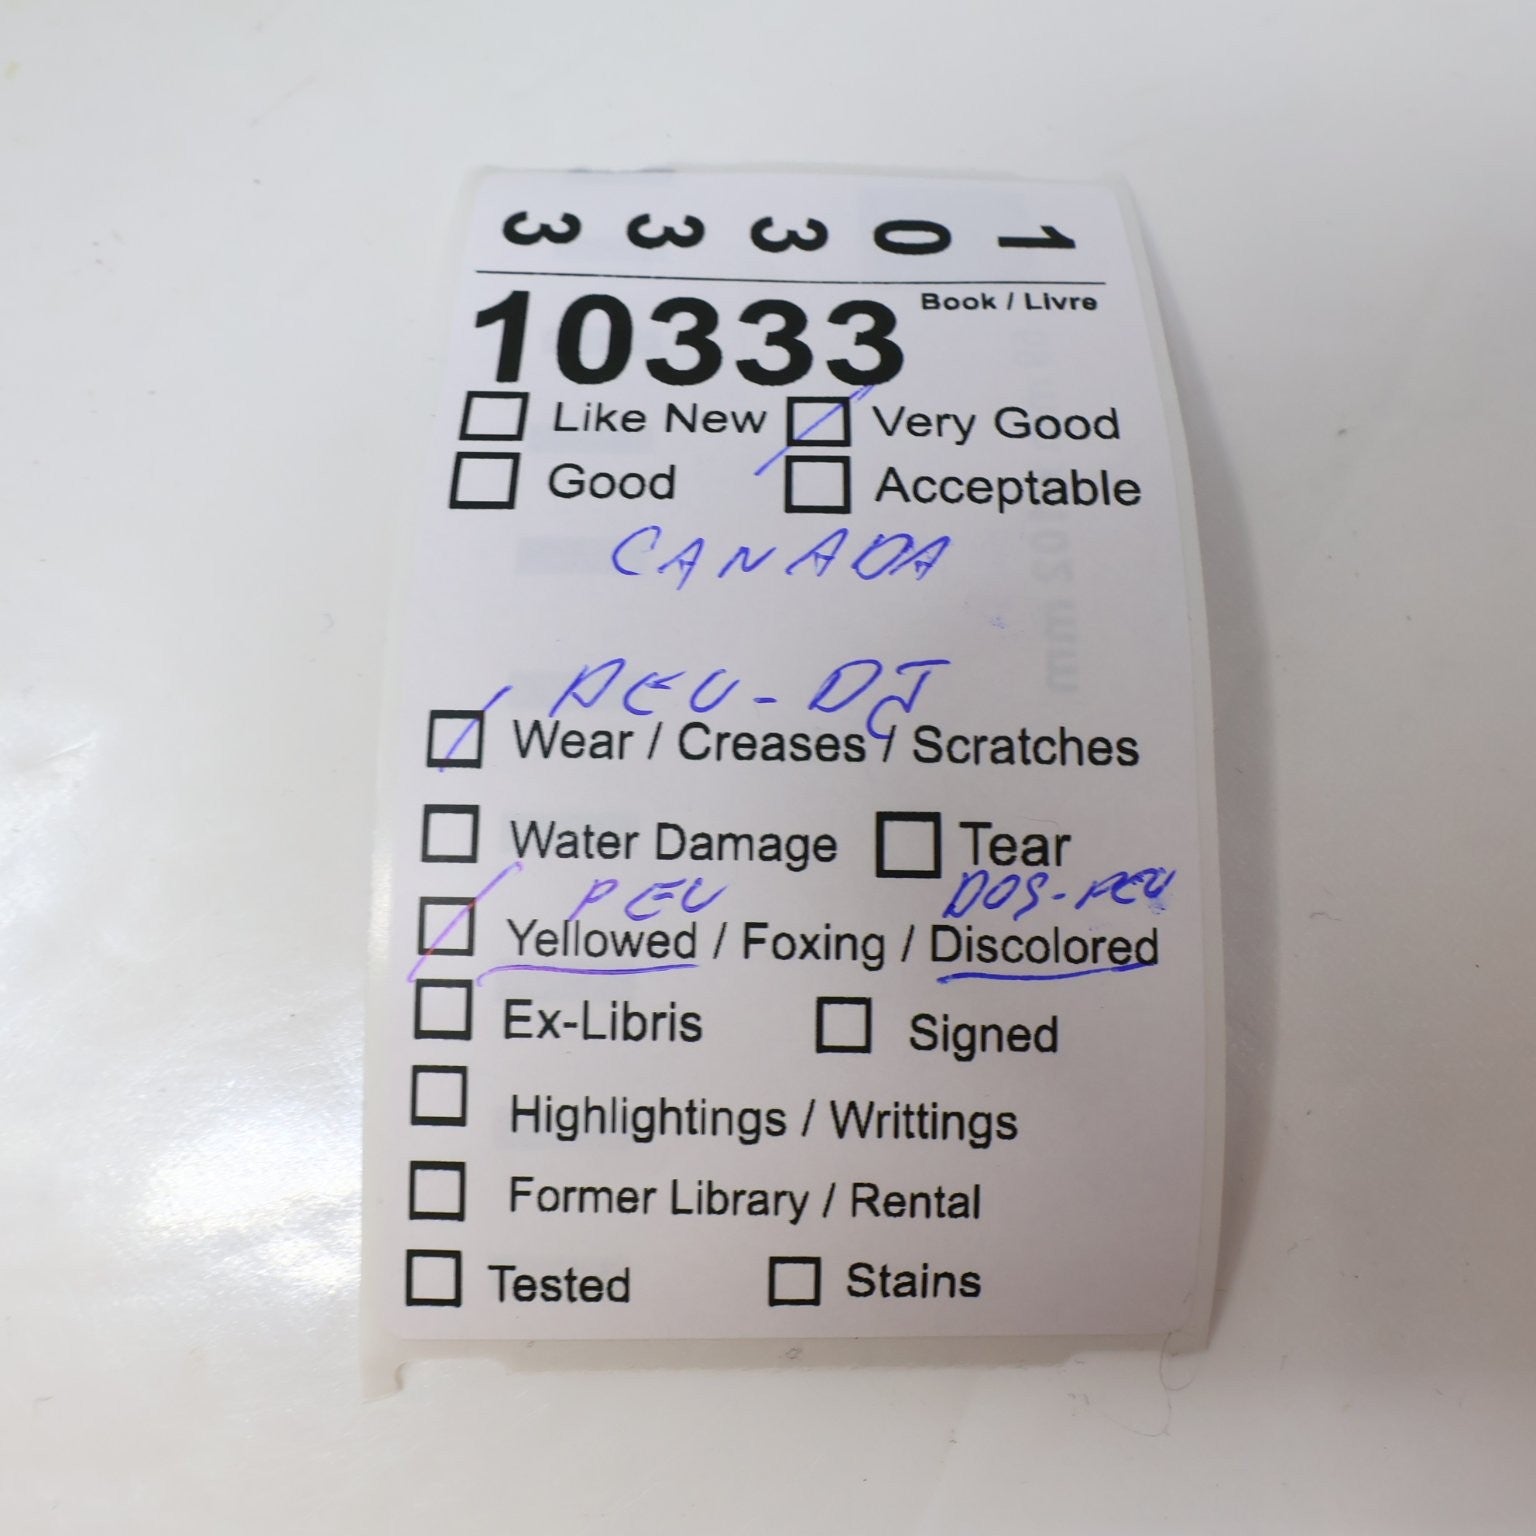 10333
10333 Book / Livre
Like New Very Good
Good Acceptable
CANADA
PEU - DJ
Wear / Creases / Scratches
Water Damage Tear
PEU DOS - PEU
Yellowed / Foxing / Discolored
Ex-Libris Signed
Highlightings / Writtings
Former Library / Rental
Tested Stains